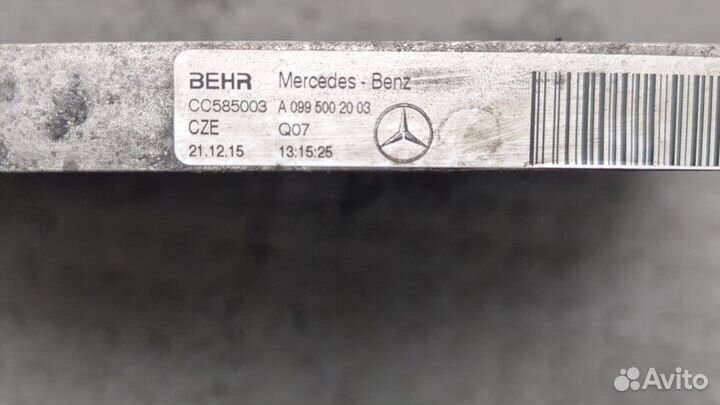 BEHR Mercedes - Benz
CC585003 A 099 500 20 03
CZE Q07
21.12.15 13:15:25
Avito